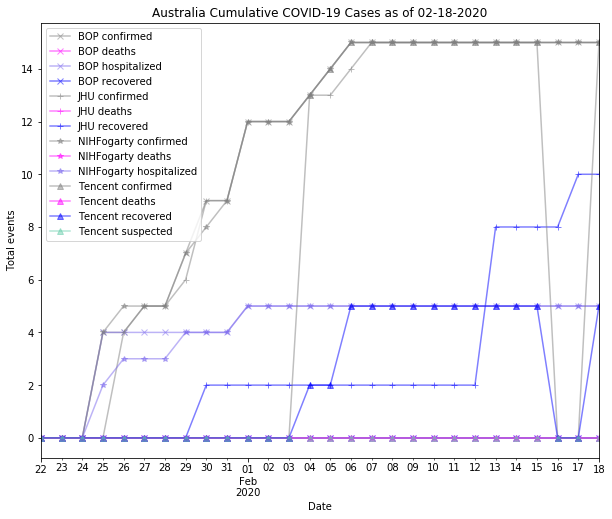 Australia Cumulative COVID-19 Cases as of 02-18-2020
BOP confirmed
BOP deaths
BOP hospitalized
BOP recovered
JHU confirmed
JHU deaths
JHU recovered
NIHFogarty confirmed
NIHFogarty deaths
NIHFogarty hospitalized
Tencent confirmed
Tencent deaths
Tencent recovered
Tencent suspected
Total events
14
12
10
8
6
4
2
0
22 23 24 25 26 27 28 29 30 31 01 02 03 04 05 06 07 08 09 10 11 12 13 14 15 16 17 18
Feb
2020
Date